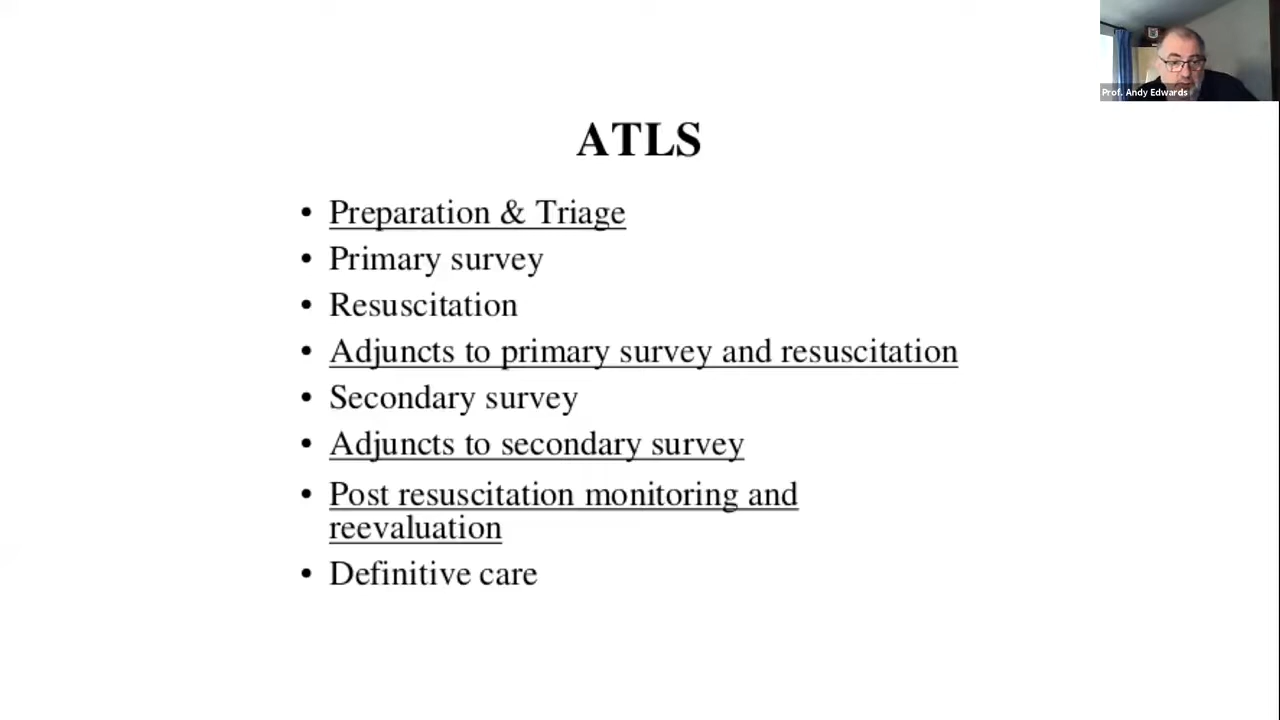 Prof. Andy Edwards
ATLS
• Preparation & Triage
• Primary survey
• Resuscitation
• Adjuncts to primary survey and resuscitation
• Secondary survey
• Adjuncts to secondary survey
• Post resuscitation monitoring and
reevaluation
• Definitive care